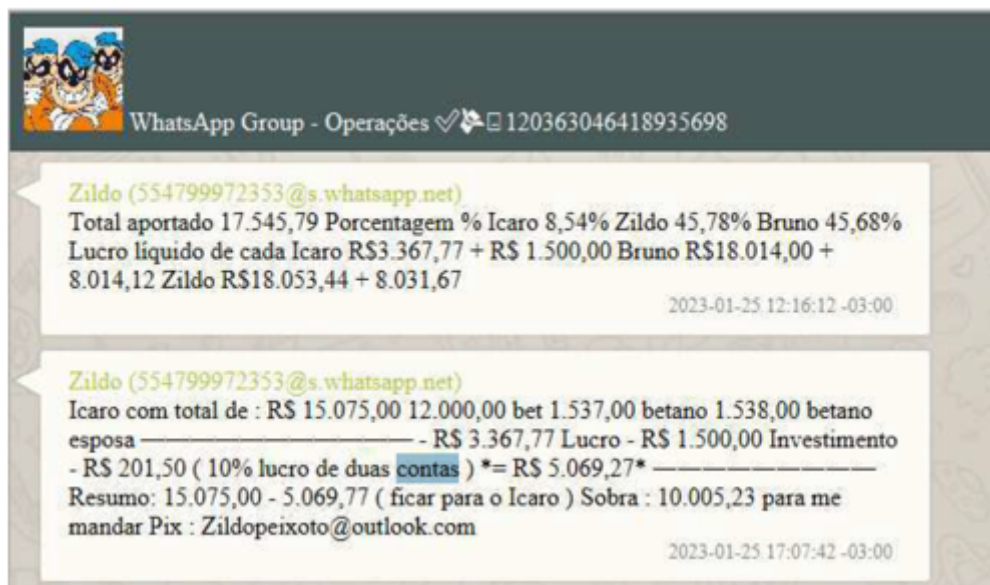 WhatsApp Group - Operações 120363046418935698
Zildo (554799972353@s.whatsapp.net)
Total aportado 17.545,79 Porcentagem % Icaro 8,54% Zildo 45,78% Bruno 45,68%
Lucro líquido de cada Icaro R$3.367,77 + R$ 1.500,00 Bruno R$18.014,00 +
8.014,12 Zildo R$18.053,44 + 8.031,67
2023-01-25 12:16:12 -03:00
Zildo (554799972353@s.whatsapp.net)
Icaro com total de : R$ 15.075,00 12.000,00 bet 1.537,00 betano 1.538,00 betano
esposa ——————————— - R$ 3.367,77 Lucro - R$ 1.500,00 Investimento
- R$ 201,50 ( 10% lucro de duas contas ) *= R$ 5.069,27* —————————
Resumo: 15.075,00 - 5.069,77 ( ficar para o Icaro ) Sobra : 10.005,23 para me
mandar Pix : Zildopeixoto@outlook.com
2023-01-25 17:07:42 -03:00